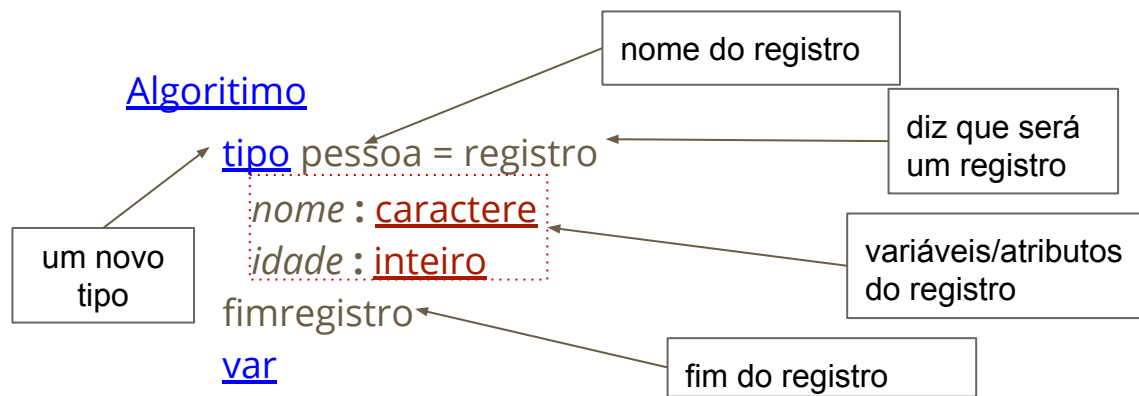 nome do registro
Algoritimo
diz que será
um registro
tipo pessoa = registro
nome : caractere
variáveis/atributos
do registro
um novo
tipo
idade : inteiro
fimregistro
var
fim do registro